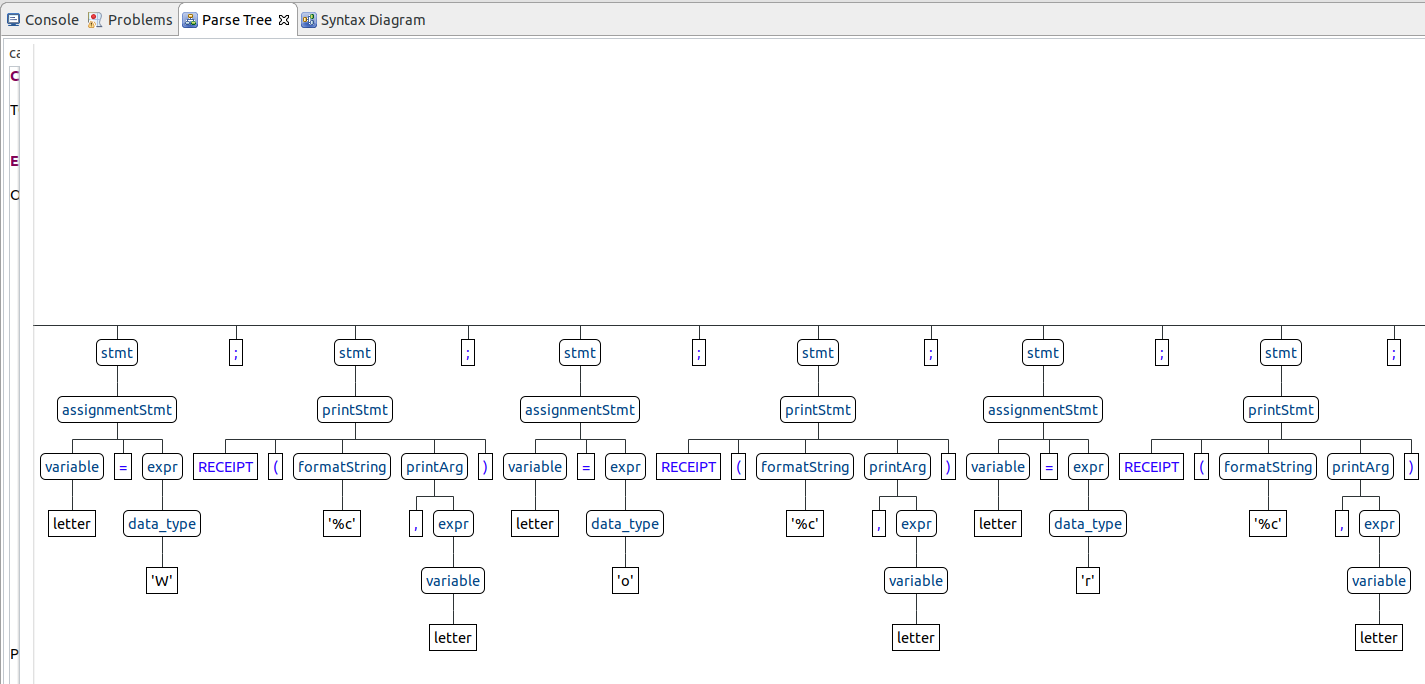 Console Problems Parse Tree Syntax Diagram
ca
C
T
E
O
P
stmt ; stmt ; stmt ; stmt ; stmt ; stmt ;
assignmentStmt printStmt assignmentStmt printStmt assignmentStmt printStmt
variable = expr RECEIPT ( formatString printArg ) variable = expr RECEIPT ( formatString printArg ) variable = expr RECEIPT ( formatString printArg )
letter data_type '%c' , expr letter data_type '%c' , expr letter data_type '%c' , expr
'W' variable 'o' variable 'r' variable
letter letter letter